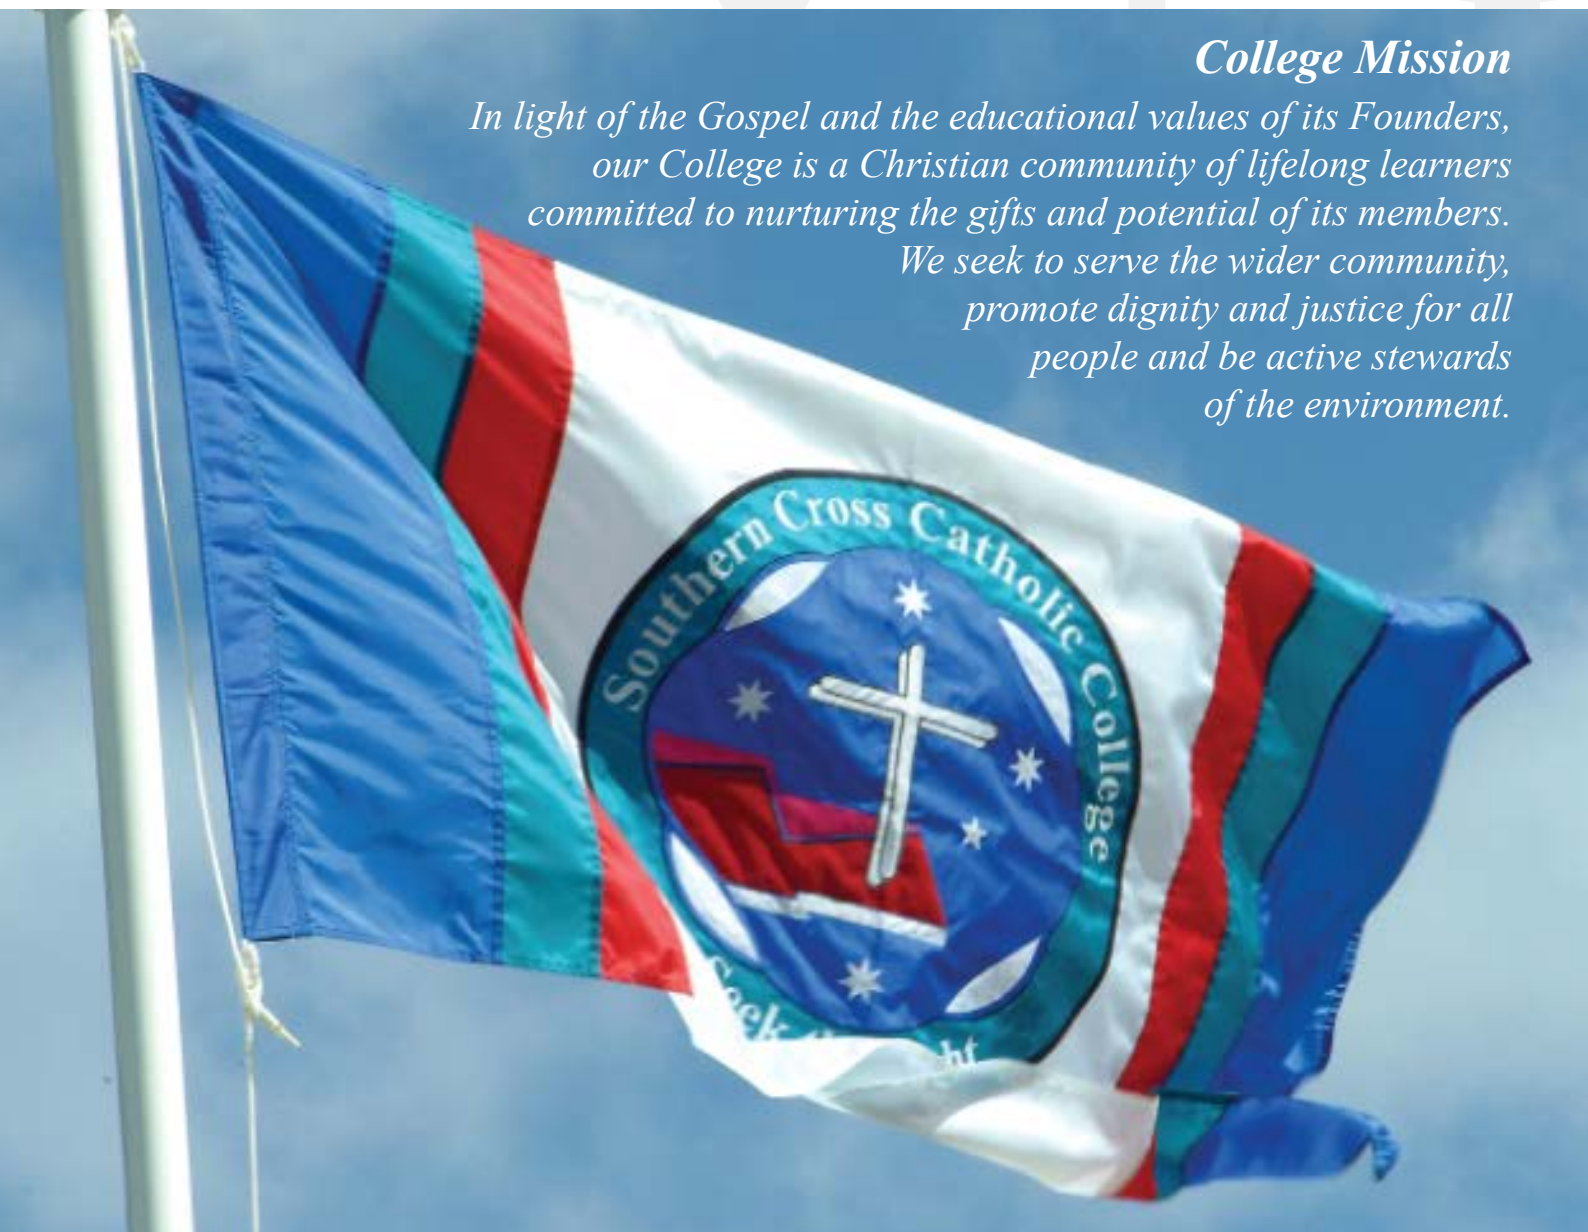 College Mission
In light of the Gospel and the educational values of its Founders,
our College is a Christian community of lifelong learners
committed to nurturing the gifts and potential of its members.
We seek to serve the wider community,
promote dignity and justice for all
people and be active stewards
of the environment.
Southern Cross Catholic College
Seek